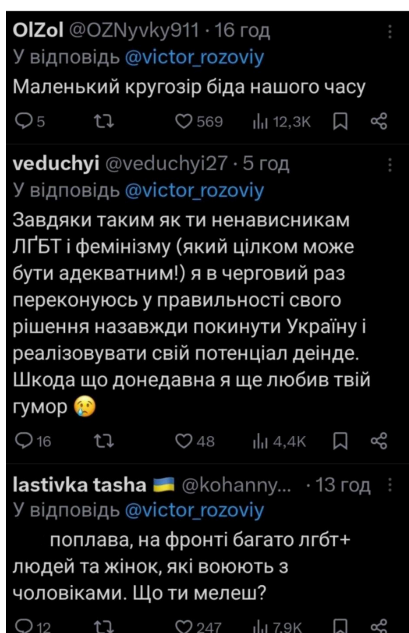 OlZol @OZNyvky911 · 16 год
У відповідь @victor_rozoviy
Маленький кругозір біда нашого часу
5 569 12,3K
veduchyi @veduchyi27 · 5 год
У відповідь @victor_rozoviy
Завдяки таким як ти ненависникам
ЛҐБТ і фемінізму (який цілком може
бути адекватним!) я в черговий раз
переконуюсь у правильності свого
рішення назавжди покинути Україну і
реалізовувати свій потенціал деінде.
Шкода що донедавна я ще любив твій
гумор 😢
16 48 4,4K
lastivka tasha 🇺🇦 @kohanny... · 13 год
У відповідь @victor_rozoviy
поплава, на фронті багато лгбт+
людей та жінок, які воюють з
чоловіками. Що ти мелеш?
12 247 7,9K